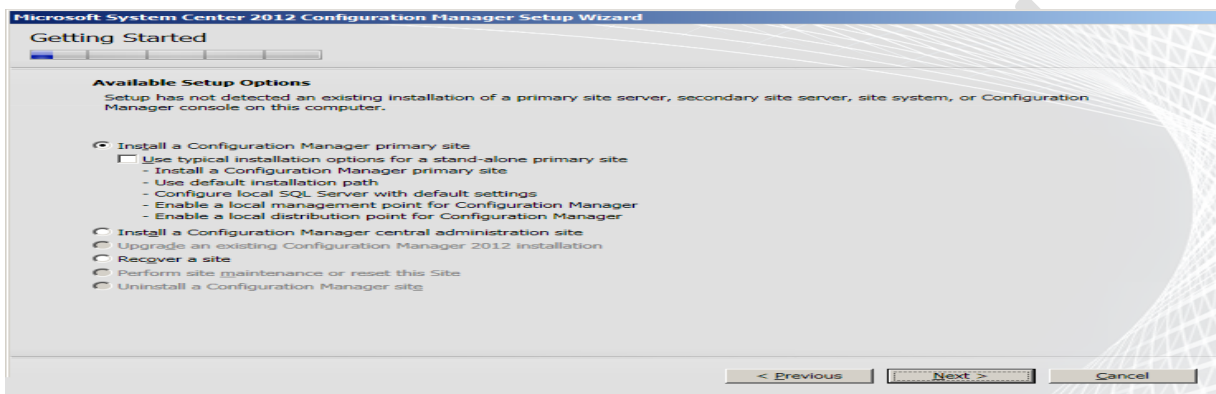 Microsoft System Center 2012 Configuration Manager Setup Wizard
Getting Started
Available Setup Options
Setup has not detected an existing installation of a primary site server, secondary site server, site system, or Configuration
Manager console on this computer.
Install a Configuration Manager primary site
Use typical installation options for a stand-alone primary site
- Install a Configuration Manager primary site
- Use default installation path
- Configure local SQL Server with default settings
- Enable a local management point for Configuration Manager
- Enable a local distribution point for Configuration Manager
Install a Configuration Manager central administration site
Upgrade an existing Configuration Manager 2012 installation
Recover a site
Perform site maintenance or reset this Site
Uninstall a Configuration Manager site
< Previous
Next >
Cancel